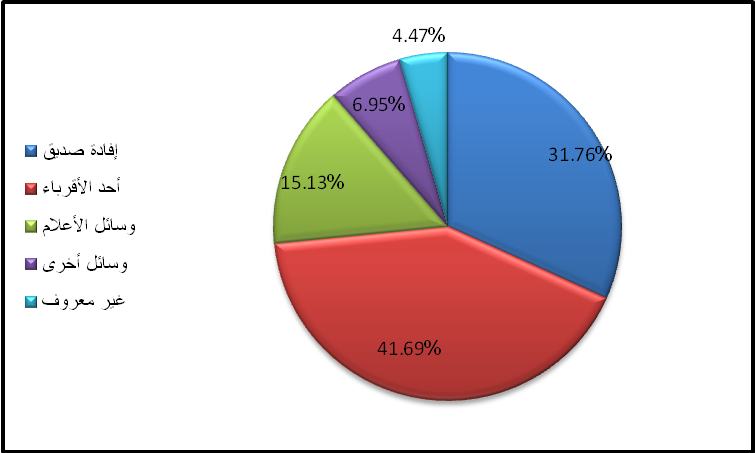 إفادة صديق
أحد الأقرباء
وسائل الأعلام
وسائل أخرى
غير معروف
4.47%
31.76%
6.95%
15.13%
41.69%